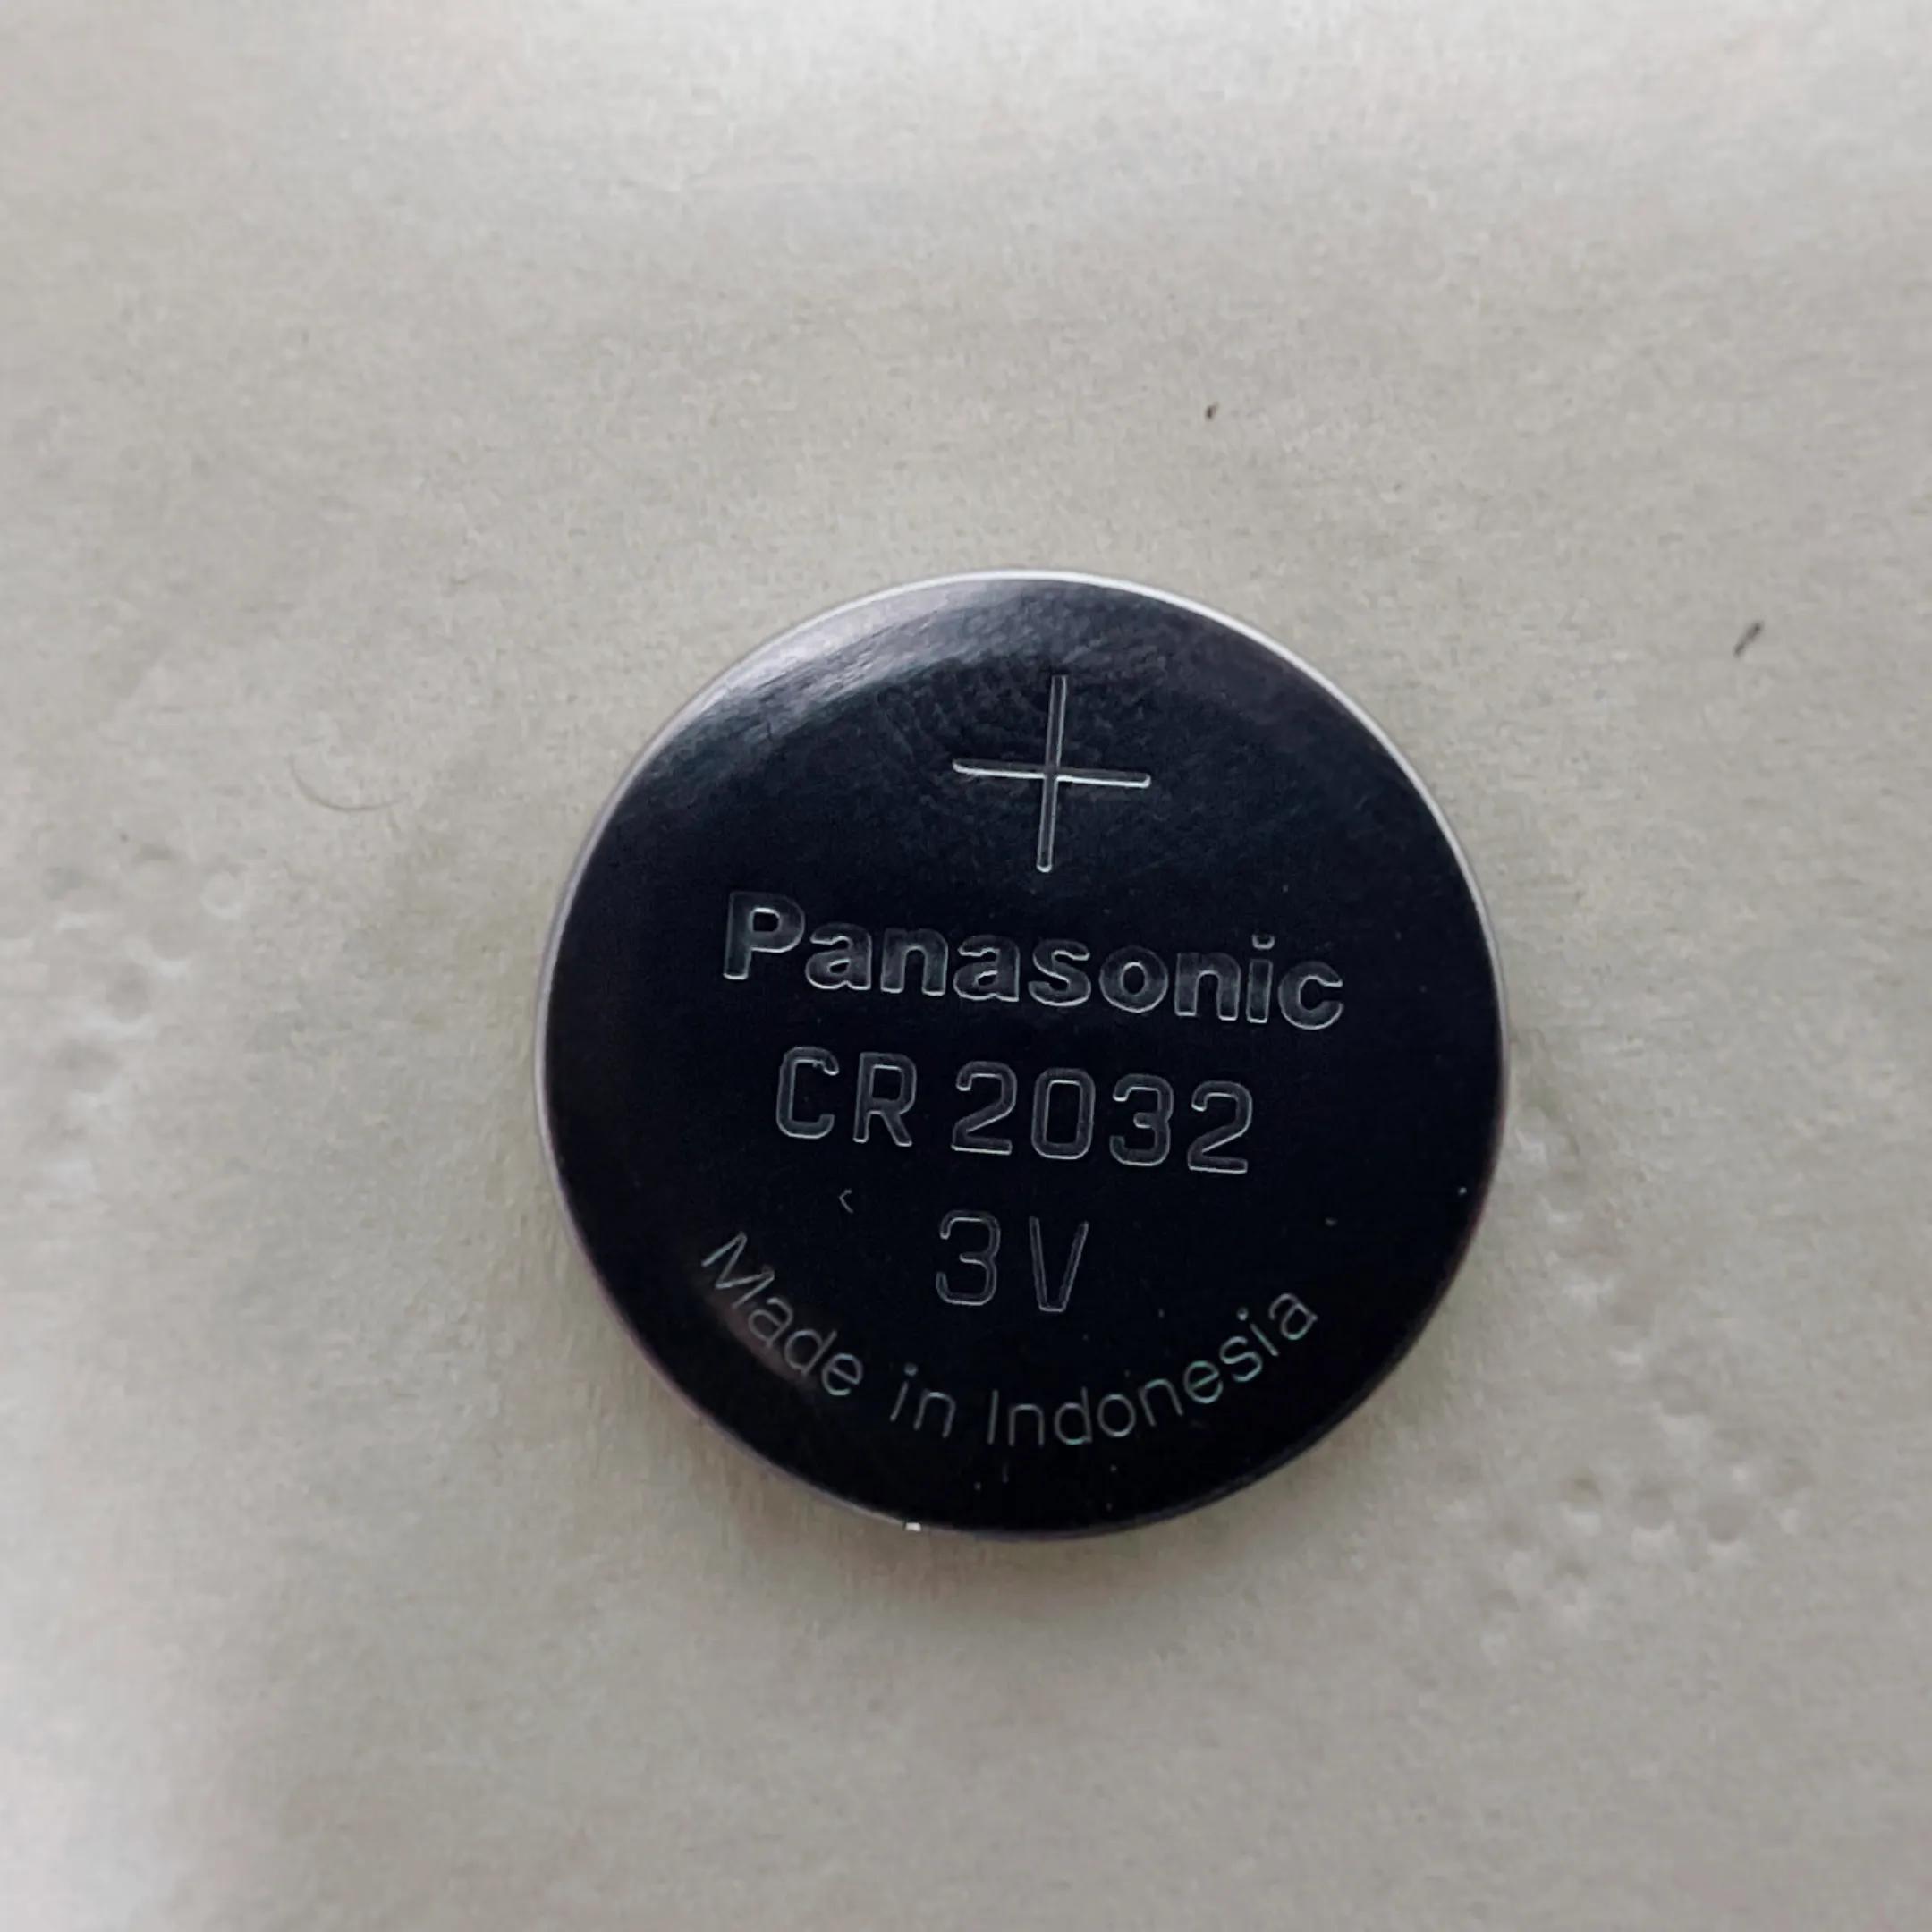 +
Panasonic
CR 2032
3V
Made in Indonesia